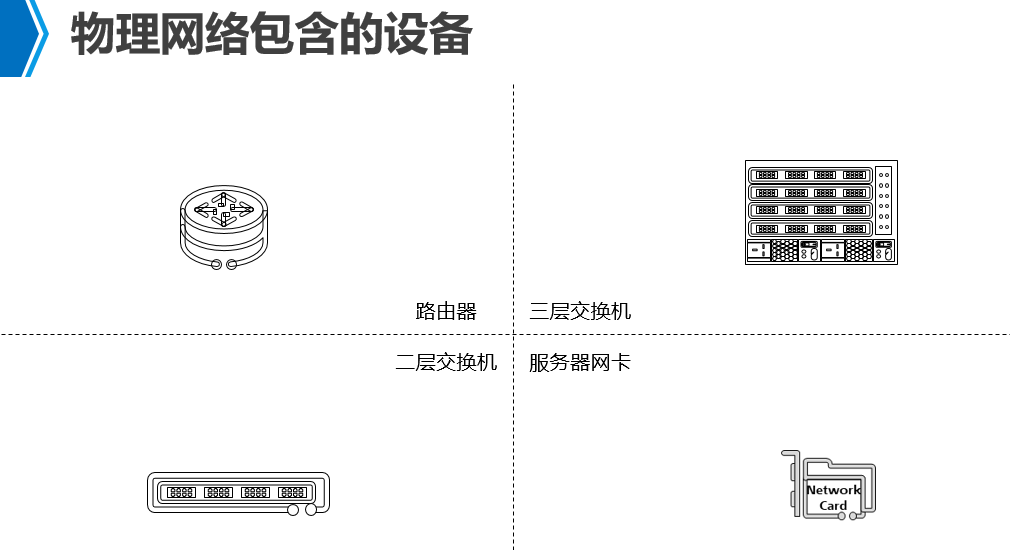 物理网络包含的设备
路由器
三层交换机
二层交换机
服务器网卡
Network
Card